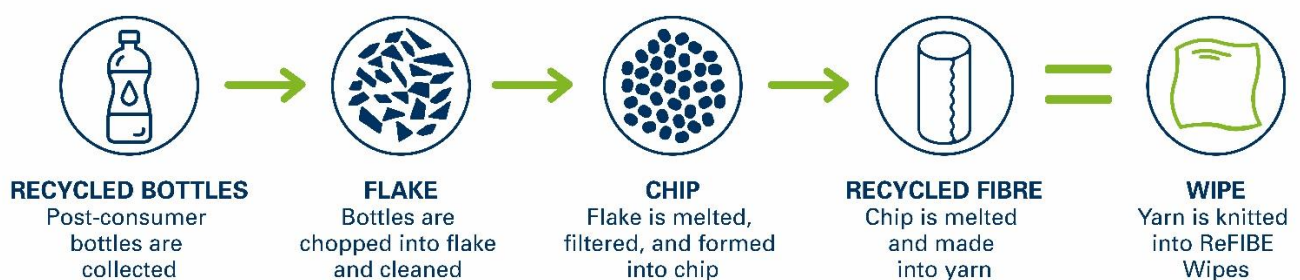 RECYCLED BOTTLES
Post-consumer
bottles are
collected
FLAKE
Bottles are
chopped into flake
and cleaned
CHIP
Flake is melted,
filtered, and formed
into chip
RECYCLED FIBRE
Chip is melted
and made
into yarn
WIPE
Yarn is knitted
into ReFIBE
Wipes